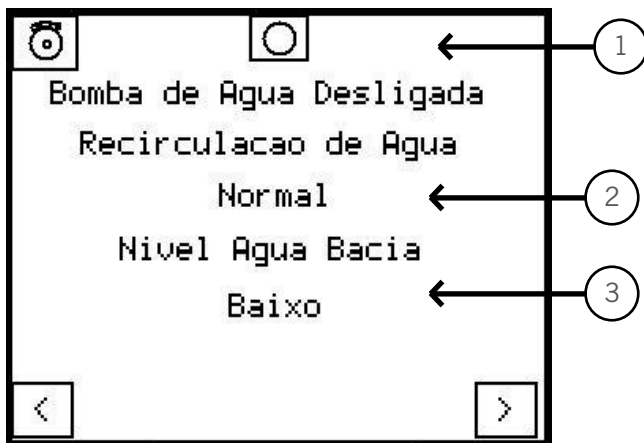 1
Bomba de Agua Desligada
Recirculacao de Agua
Normal
2
Nivel Agua Bacia
Baixo
3
< >